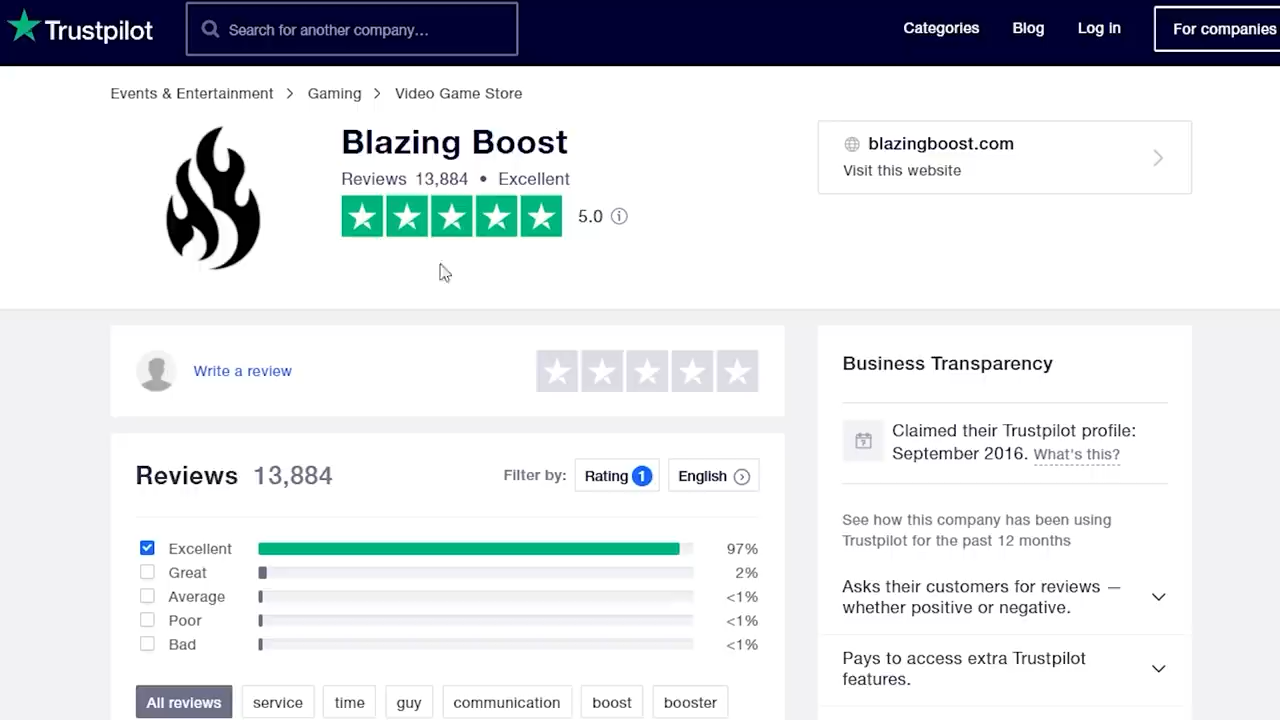 Trustpilot
Search for another company...
Categories
Blog
Log in
For companies
Events & Entertainment > Gaming > Video Game Store
Blazing Boost
Reviews 13,884 • Excellent
5.0
blazingboost.com
Visit this website
Write a review
Reviews 13,884
Filter by: Rating 1 English
Excellent 97%
Great 2%
Average <1%
Poor <1%
Bad <1%
All reviews service time guy communication boost booster
Business Transparency
Claimed their Trustpilot profile:
September 2016. What's this?
See how this company has been using
Trustpilot for the past 12 months
Asks their customers for reviews —
whether positive or negative.
Pays to access extra Trustpilot
features.